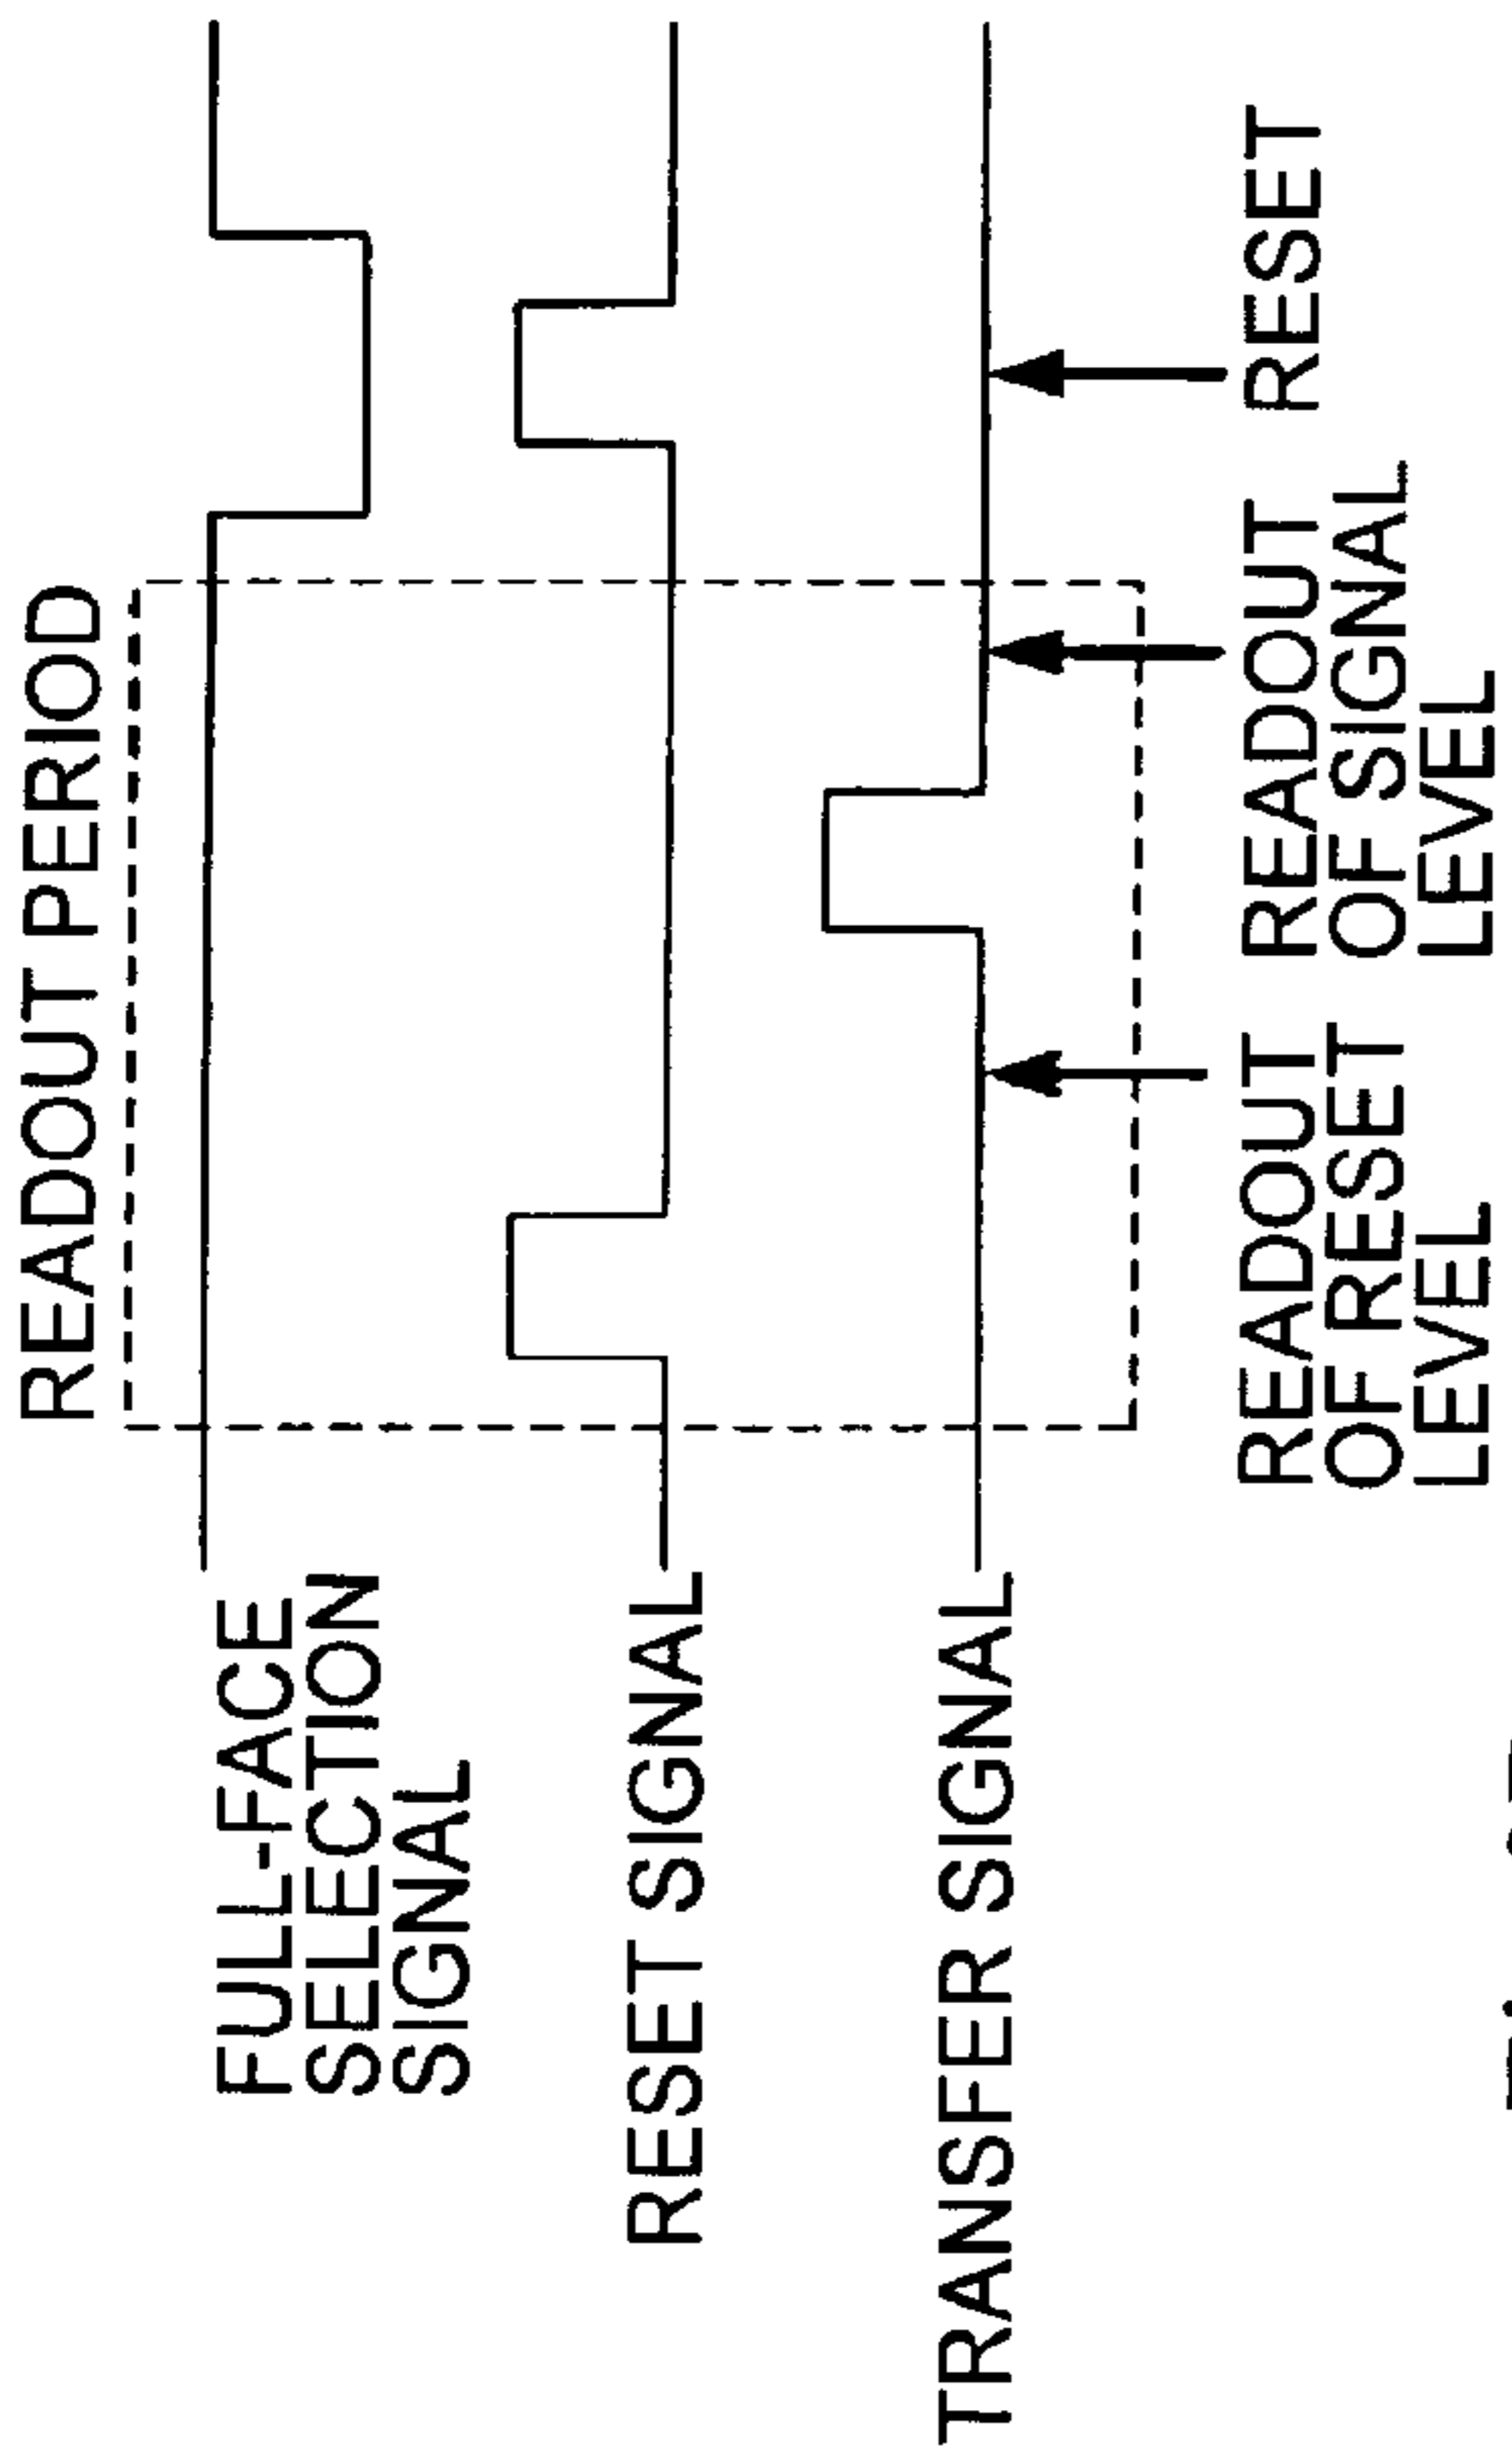 READOUT PERIOD
FULL-FACE
SELECTION
SIGNAL
RESET SIGNAL
TRANSFER SIGNAL
READOUT
OF RESET
LEVEL
READOUT
OF SIGNAL
LEVEL
RESET